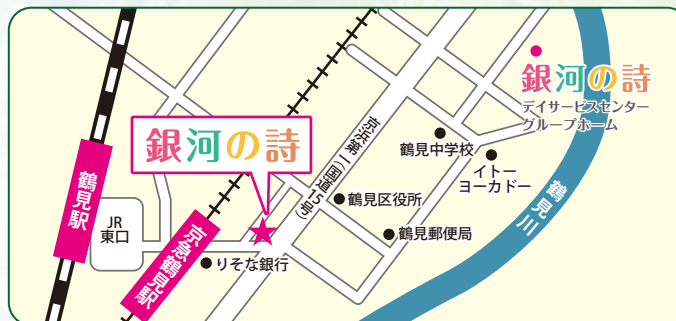 銀河の詩
デイサービスセンター
グループホーム
銀河の詩
鶴見駅
JR
東口
京急鶴見駅
りそな銀行
京浜第一国道(15号)
鶴見中学校
イトー
ヨーカドー
鶴見区役所
鶴見郵便局
鶴見川